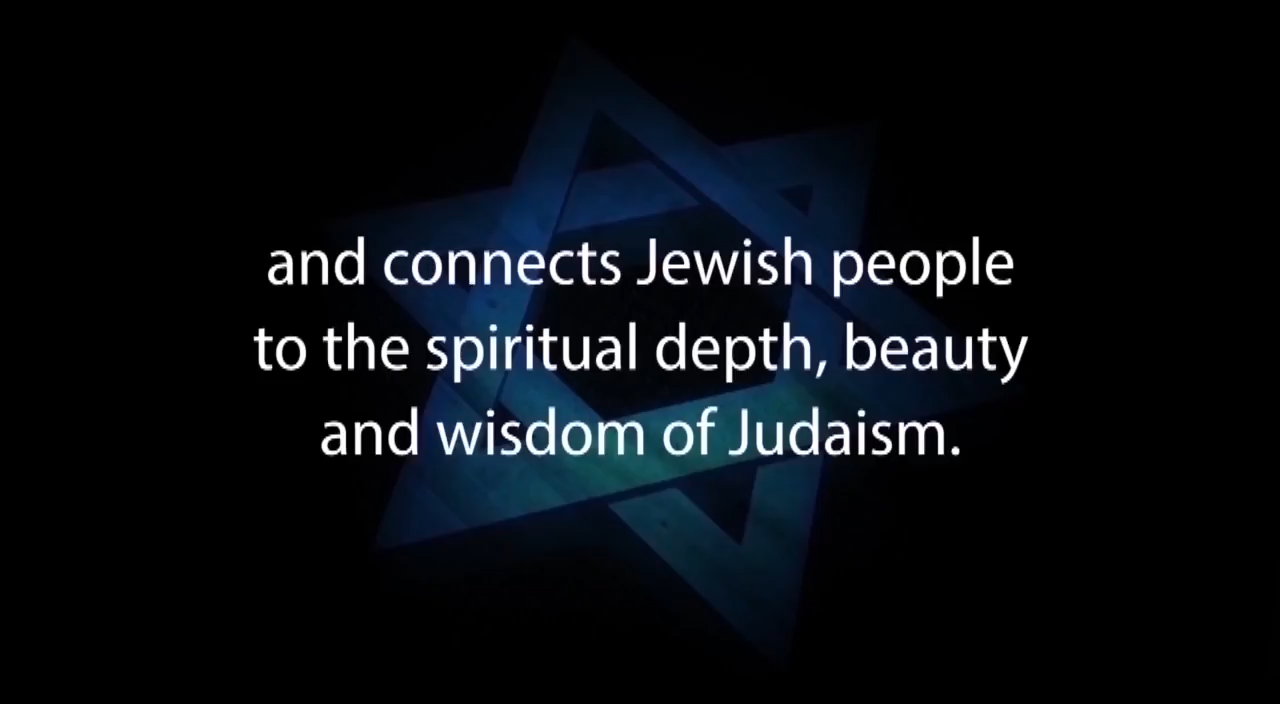 and connects Jewish people
to the spiritual depth, beauty
and wisdom of Judaism.